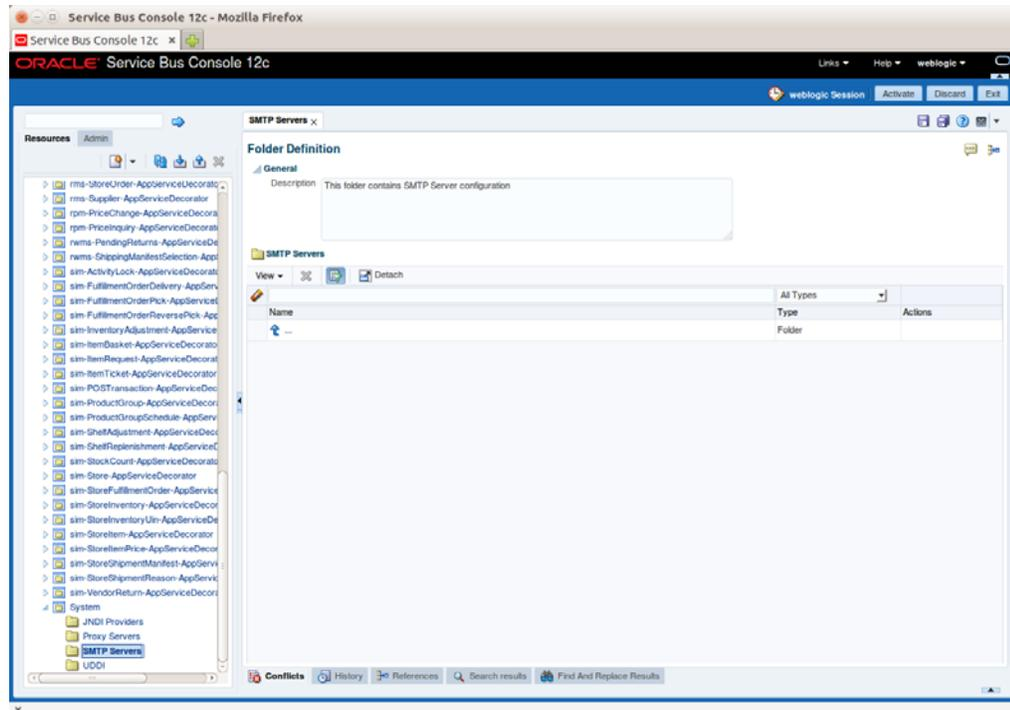 Service Bus Console 12c - Mozilla Firefox
Service Bus Console 12c
ORACLE Service Bus Console 12c
Links Help weblogic
weblogic Session Activate Discard Exit
SMTP Servers
Resources Admin
Folder Definition
General
Description This folder contains SMTP Server configuration
rms-StoreOrder-AppServiceDecorato
rms-Supplier-AppServiceDecorator
rpm-PriceChange-AppServiceDecora
rpm-PriceInquiry-AppServiceDecorat
rwms-PendingReturns-AppServiceDe
rwms-ShippingManifestSelection-Appl
sim-ActivityLock-AppServiceDecorato
sim-FulfillmentOrderDelivery-AppServ
sim-FulfillmentOrderPick-AppServiceD
sim-FulfillmentOrderReversePick-App
sim-InventoryAdjustment-AppService
sim-ItemBasket-AppServiceDecorato
sim-ItemRequest-AppServiceDecorat
sim-ItemTicket-AppServiceDecorator
sim-POSTransaction-AppServiceDec
sim-ProductGroup-AppServiceDecora
sim-ProductGroupSchedule-AppServi
sim-ShelfAdjustment-AppServiceDeco
sim-ShelfReplenishment-AppServiceD
sim-StockCount-AppServiceDecorato
sim-Store-AppServiceDecorator
sim-StoreFulfillmentOrder-AppService
sim-StoreInventory-AppServiceDecor
sim-StoreInventoryUin-AppServiceDe
sim-StoreItem-AppServiceDecorator
sim-StoreItemPrice-AppServiceDecor
sim-StoreShipmentManifest-AppServi
sim-StoreShipmentReason-AppServic
sim-VendorReturn-AppServiceDecora
System
JNDI Providers
Proxy Servers
SMTP Servers
UDDI
SMTP Servers
View Detach
All Types
Name Type Actions
... Folder
Conflicts History References Search results Find And Replace Results